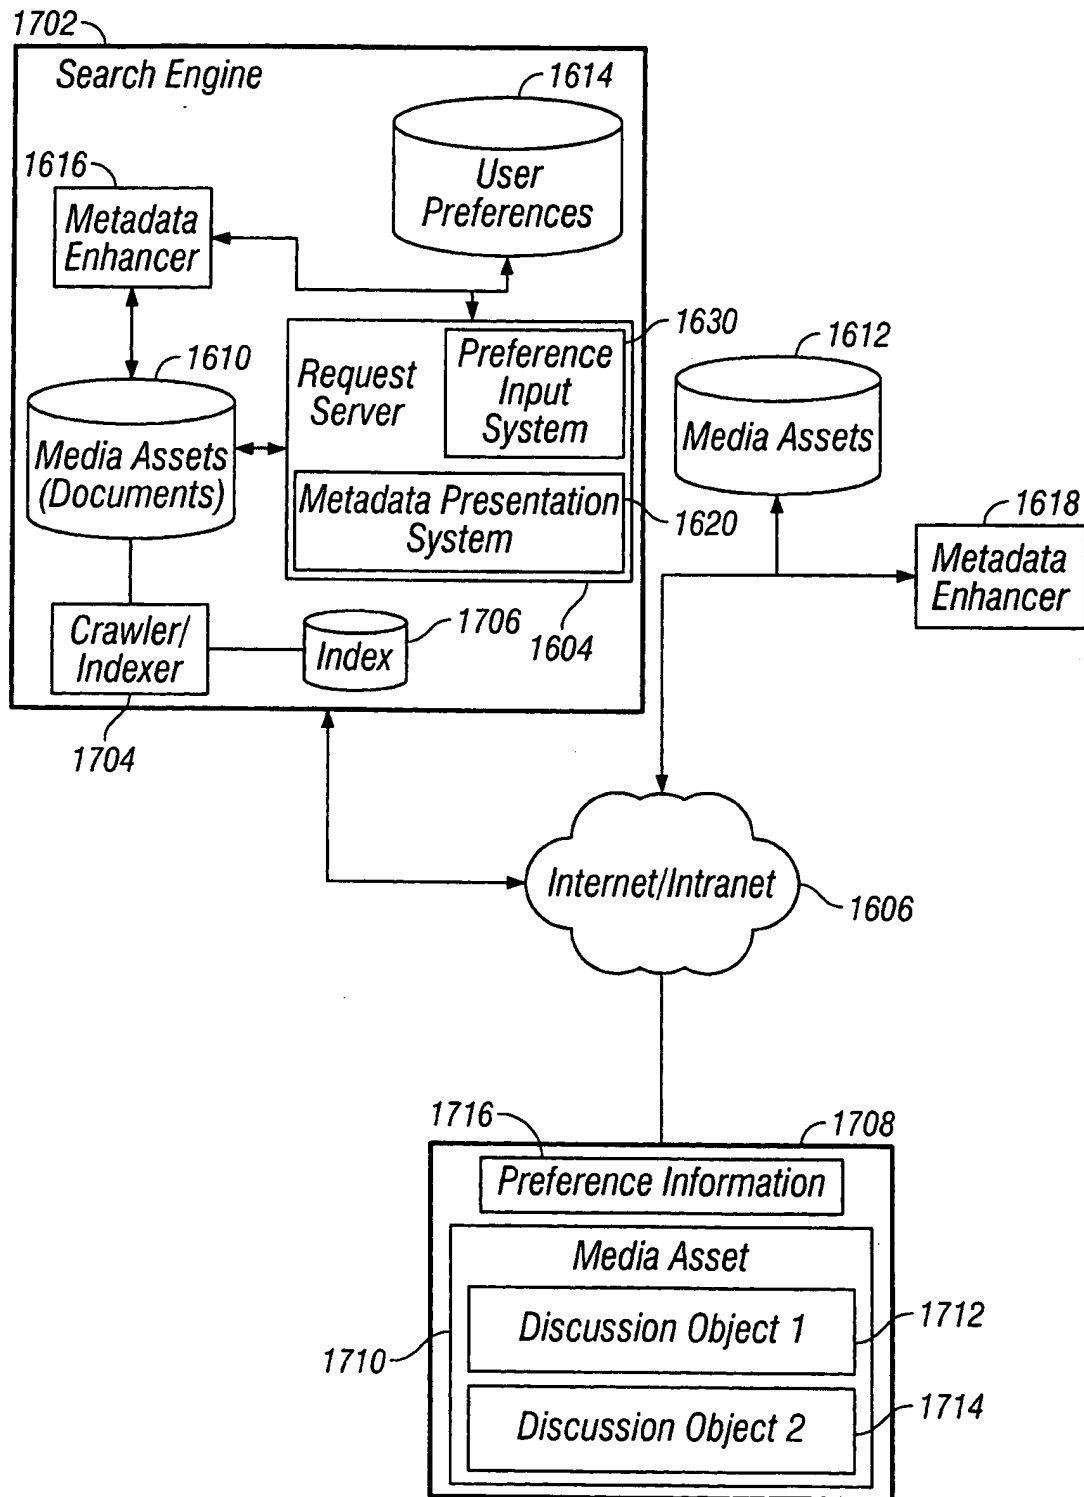 1702
Search Engine
1614
User
Preferences
1616
Metadata
Enhancer
1630
Preference
Input
System
Request
Server
1610
Media Assets
(Documents)
Metadata Presentation
System
1620
1612
Media Assets
1618
Metadata
Enhancer
Crawler/
Indexer
1706
Index
1604
1704
Internet/Intranet
1606
1716
1708
Preference Information
Media Asset
Discussion Object 1
1712
1710
Discussion Object 2
1714